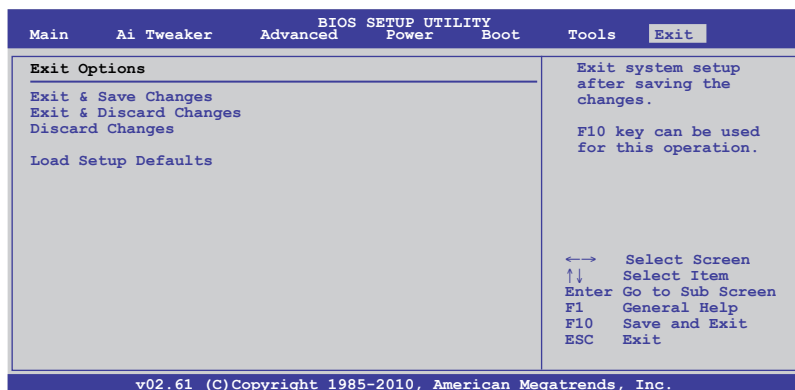 BIOS SETUP UTILITY
Main Ai Tweaker Advanced Power Boot Tools Exit
Exit Options
Exit & Save Changes
Exit & Discard Changes
Discard Changes
Load Setup Defaults
Exit system setup
after saving the
changes.
F10 key can be used
for this operation.
←→ Select Screen
↑↓ Select Item
Enter Go to Sub Screen
F1 General Help
F10 Save and Exit
ESC Exit
v02.61 (C)Copyright 1985-2010, American Megatrends, Inc.